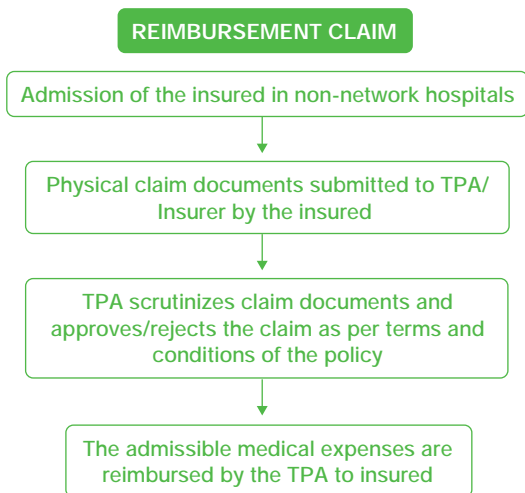 REIMBURSEMENT CLAIM
Admission of the insured in non-network hospitals
Physical claim documents submitted to TPA/
Insurer by the insured
TPA scrutinizes claim documents and
approves/rejects the claim as per terms and
conditions of the policy
The admissible medical expenses are
reimbursed by the TPA to insured